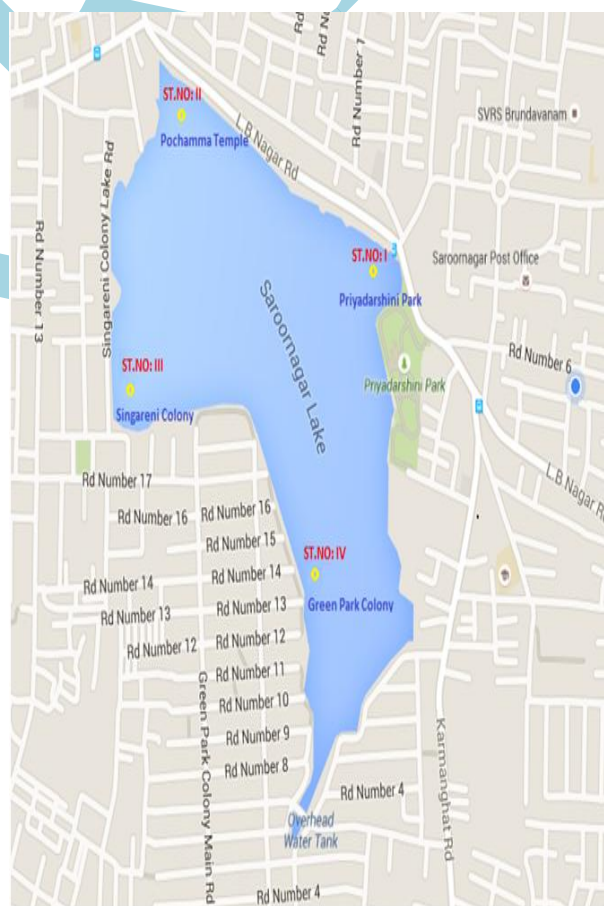 Rd Number 1
ST.NO: II
Pochamma Temple
L.B Nagar Rd
SVRS Brundavanam
Singareni Colony Lake Rd
Rd Number 13
ST.NO: I
Priyadarshini Park
Saroornagar Post Office
Saroornagar Lake
Rd Number 6
Priyadarshini Park
ST.NO: III
Singareni Colony
L.B Nagar
Rd Number 17
Rd Number 16
Rd Number 16
Rd Number 15
ST.NO: IV
Rd Number 14
Rd Number 14
Green Park Colony
Rd Number 13
Rd Number 13
Rd Number 12
Rd Number 12
Rd Number 11
Green Park Colony Main Rd
Rd Number 10
Rd Number 9
Rd Number 8
Karmanghat Rd
Rd Number 4
Overhead
Water Tank
Rd Number 4